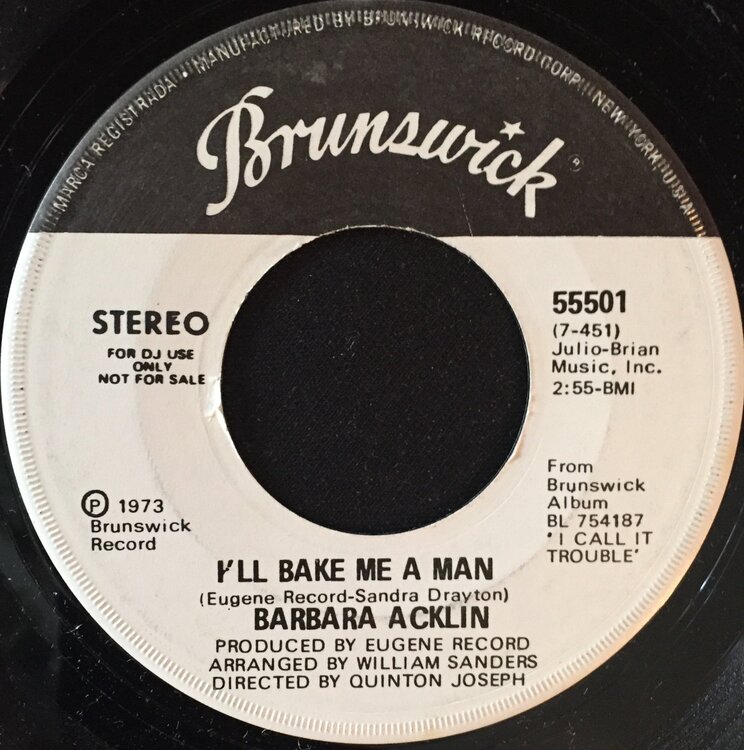 MARCA REGISTRADA • MANUFACTURED BY BRUNSWICK RECORD CORP. NEW YORK USA
Brunswick®
STEREO
FOR DJ USE
ONLY
NOT FOR SALE
55501
(7-451)
Julio-Brian
Music, Inc.
2:55-BMI
℗ 1973
Brunswick
Record
From
Brunswick
Album
BL 754187
'I CALL IT
TROUBLE'
I'LL BAKE ME A MAN
(Eugene Record-Sandra Drayton)
BARBARA ACKLIN
PRODUCED BY EUGENE RECORD
ARRANGED BY WILLIAM SANDERS
DIRECTED BY QUINTON JOSEPH